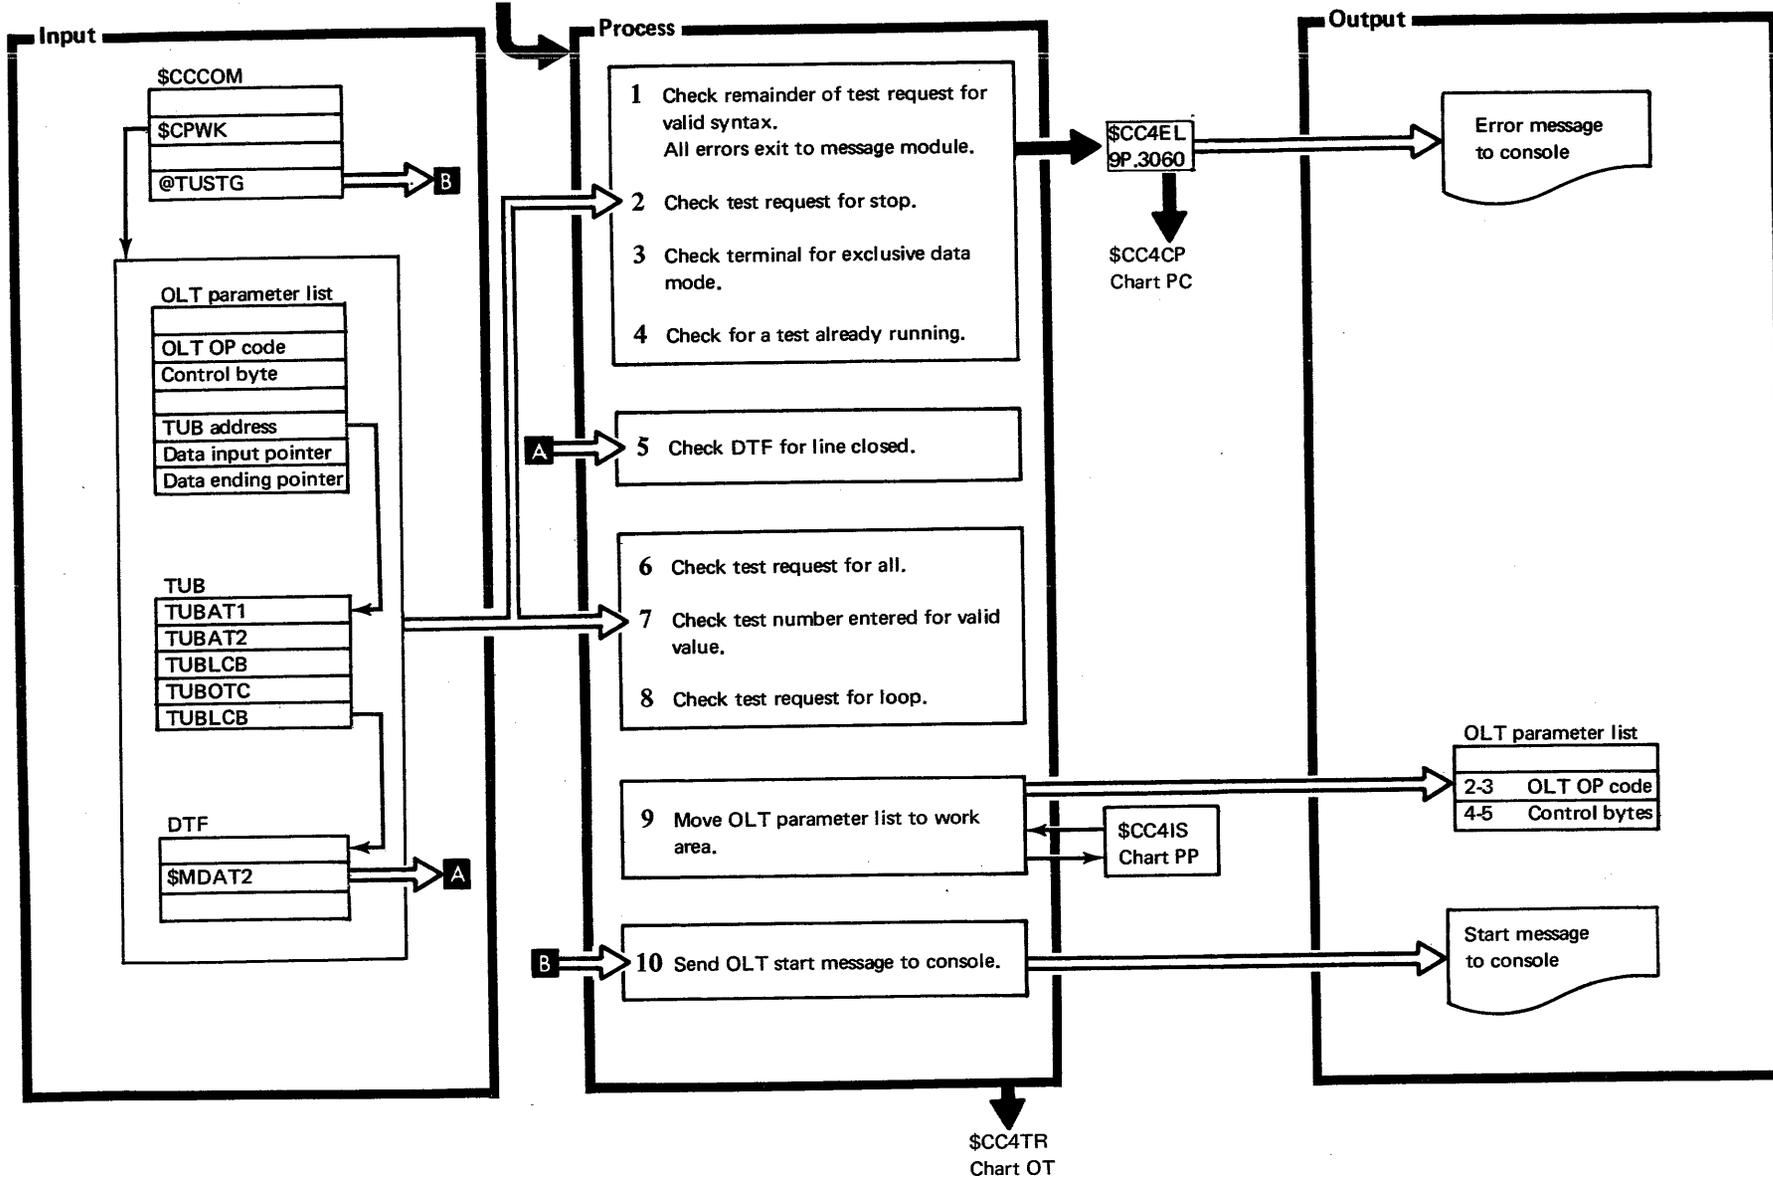 Input
$CCCOM
$CPWK
@TUSTG
B
OLT parameter list
OLT OP code
Control byte
TUB address
Data input pointer
Data ending pointer
TUB
TUBAT1
TUBAT2
TUBLCB
TUBOTC
TUBLCB
DTF
$MDAT2
A
Process
1 Check remainder of test request for
valid syntax.
All errors exit to message module.
2 Check test request for stop.
3 Check terminal for exclusive data
mode.
4 Check for a test already running.
A
5 Check DTF for line closed.
6 Check test request for all.
7 Check test number entered for valid
value.
8 Check test request for loop.
9 Move OLT parameter list to work
area.
B
10 Send OLT start message to console.
$CC4TR
Chart OT
$CC4EL
9P.3060
$CC4CP
Chart PC
$CC4IS
Chart PP
Output
Error message
to console
OLT parameter list
2-3 OLT OP code
4-5 Control bytes
Start message
to console